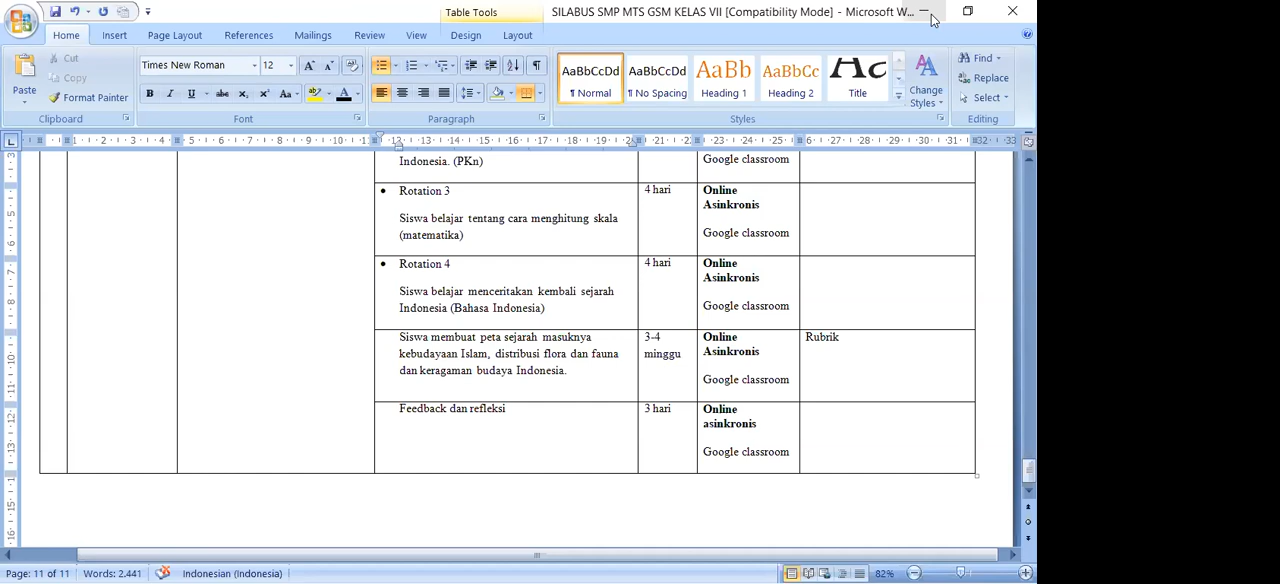 Table Tools
SILABUS SMP MTS GSM KELAS VII [Compatibility Mode] - Microsoft W...
Home Insert Page Layout References Mailings Review View Design Layout
Paste
Cut
Copy
Format Painter
Clipboard
Times New Roman 12
Font
Paragraph
AaBbCcDd AaBbCcDd AaBb AaBbCc AaBb
¶ Normal ¶ No Spacing Heading 1 Heading 2 Title
Change
Styles
Styles
Find
Replace
Select
Editing
Indonesia. (PKn)
Google classroom
Rotation 3
Siswa belajar tentang cara menghitung skala
(matematika)
4 hari
Online
Asinkronis
Google classroom
Rotation 4
Siswa belajar menceritakan kembali sejarah
Indonesia (Bahasa Indonesia)
4 hari
Online
Asinkronis
Google classroom
Siswa membuat peta sejarah masuknya
kebudayaan Islam, distribusi flora dan fauna
dan keragaman budaya Indonesia.
3-4
minggu
Online
Asinkronis
Google classroom
Rubrik
Feedback dan refleksi
3 hari
Online
asinkronis
Google classroom
Page: 11 of 11 Words: 2.441 Indonesian (Indonesia) 82%